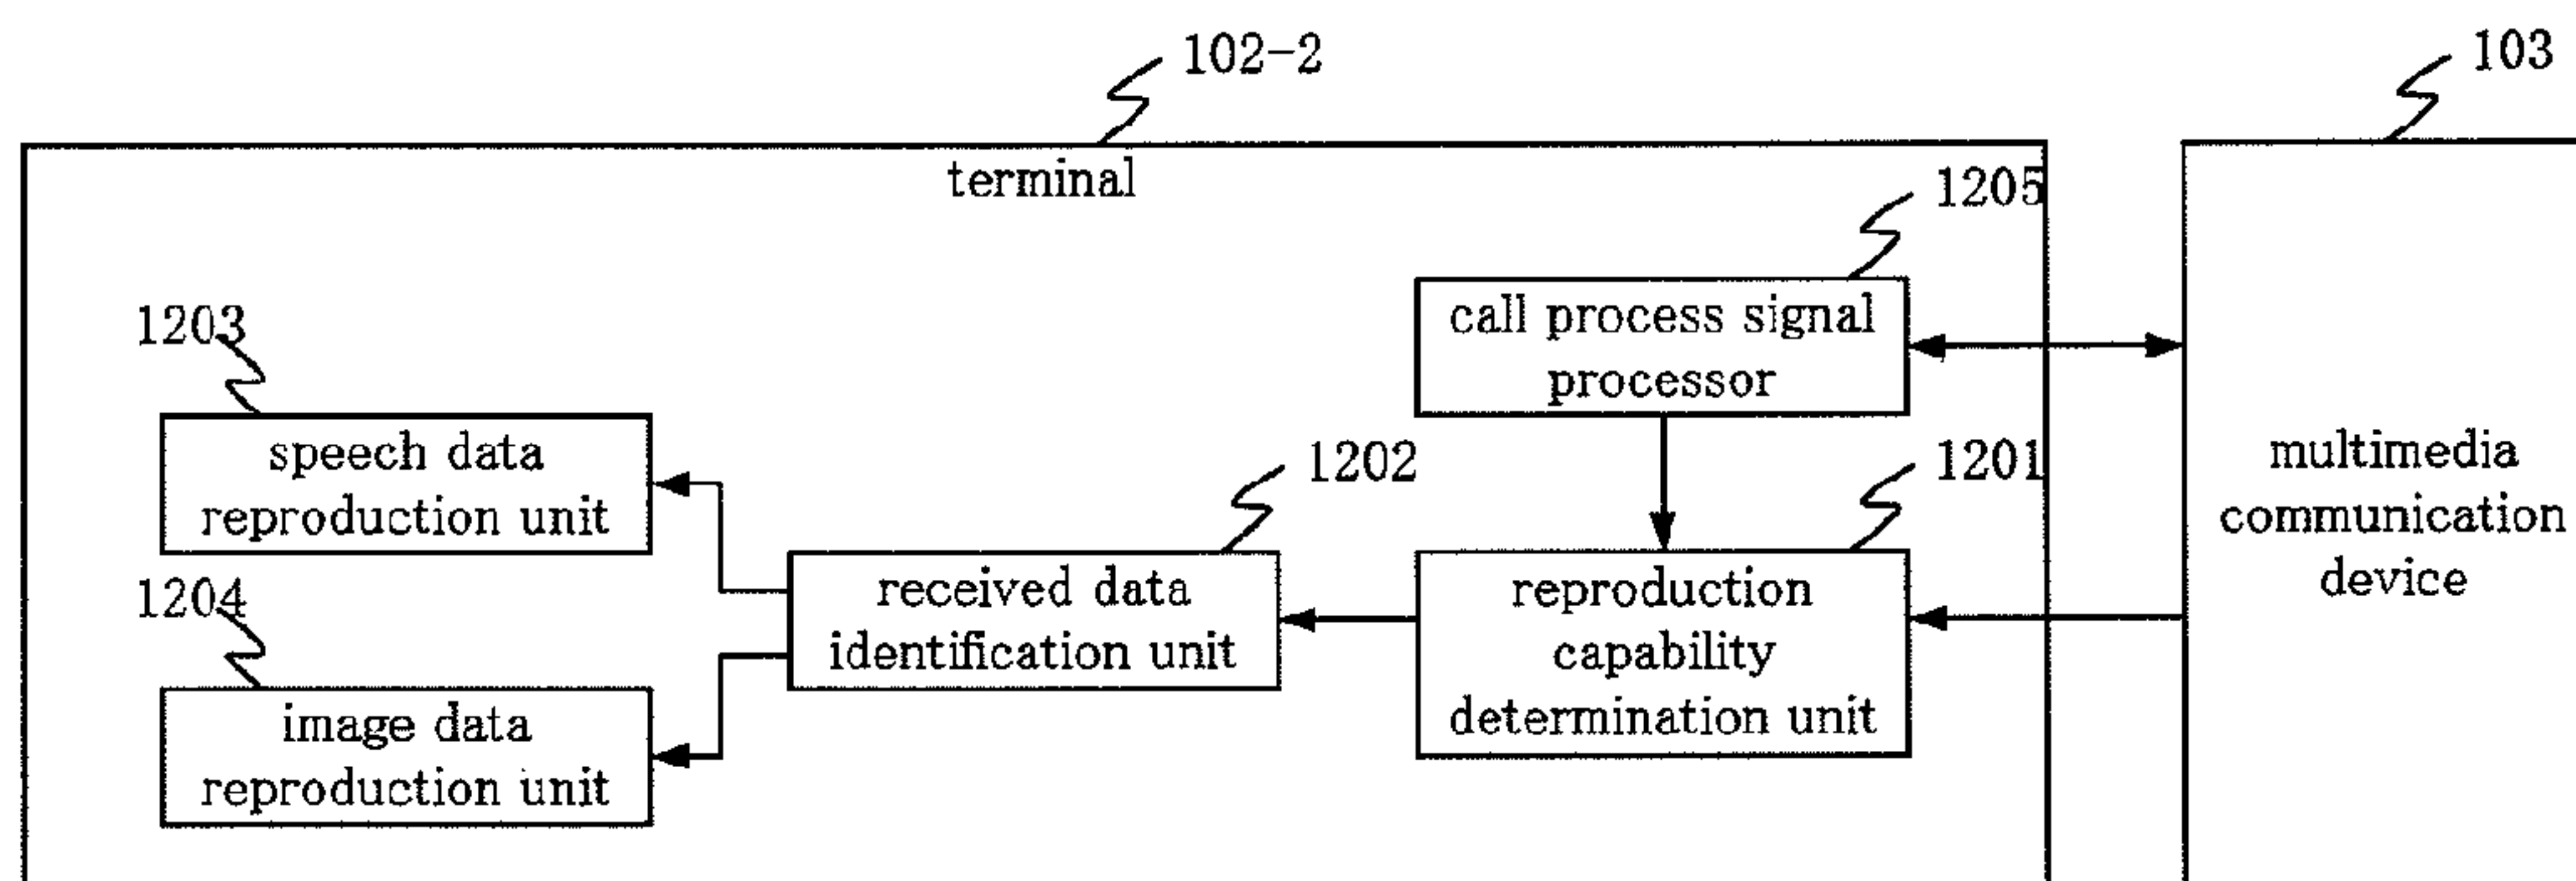 102-2
103
terminal
1205
call process signal
processor
1203
speech data
reproduction unit
1202
1201
multimedia
communication
device
received data
identification unit
reproduction
capability
determination unit
1204
image data
reproduction unit